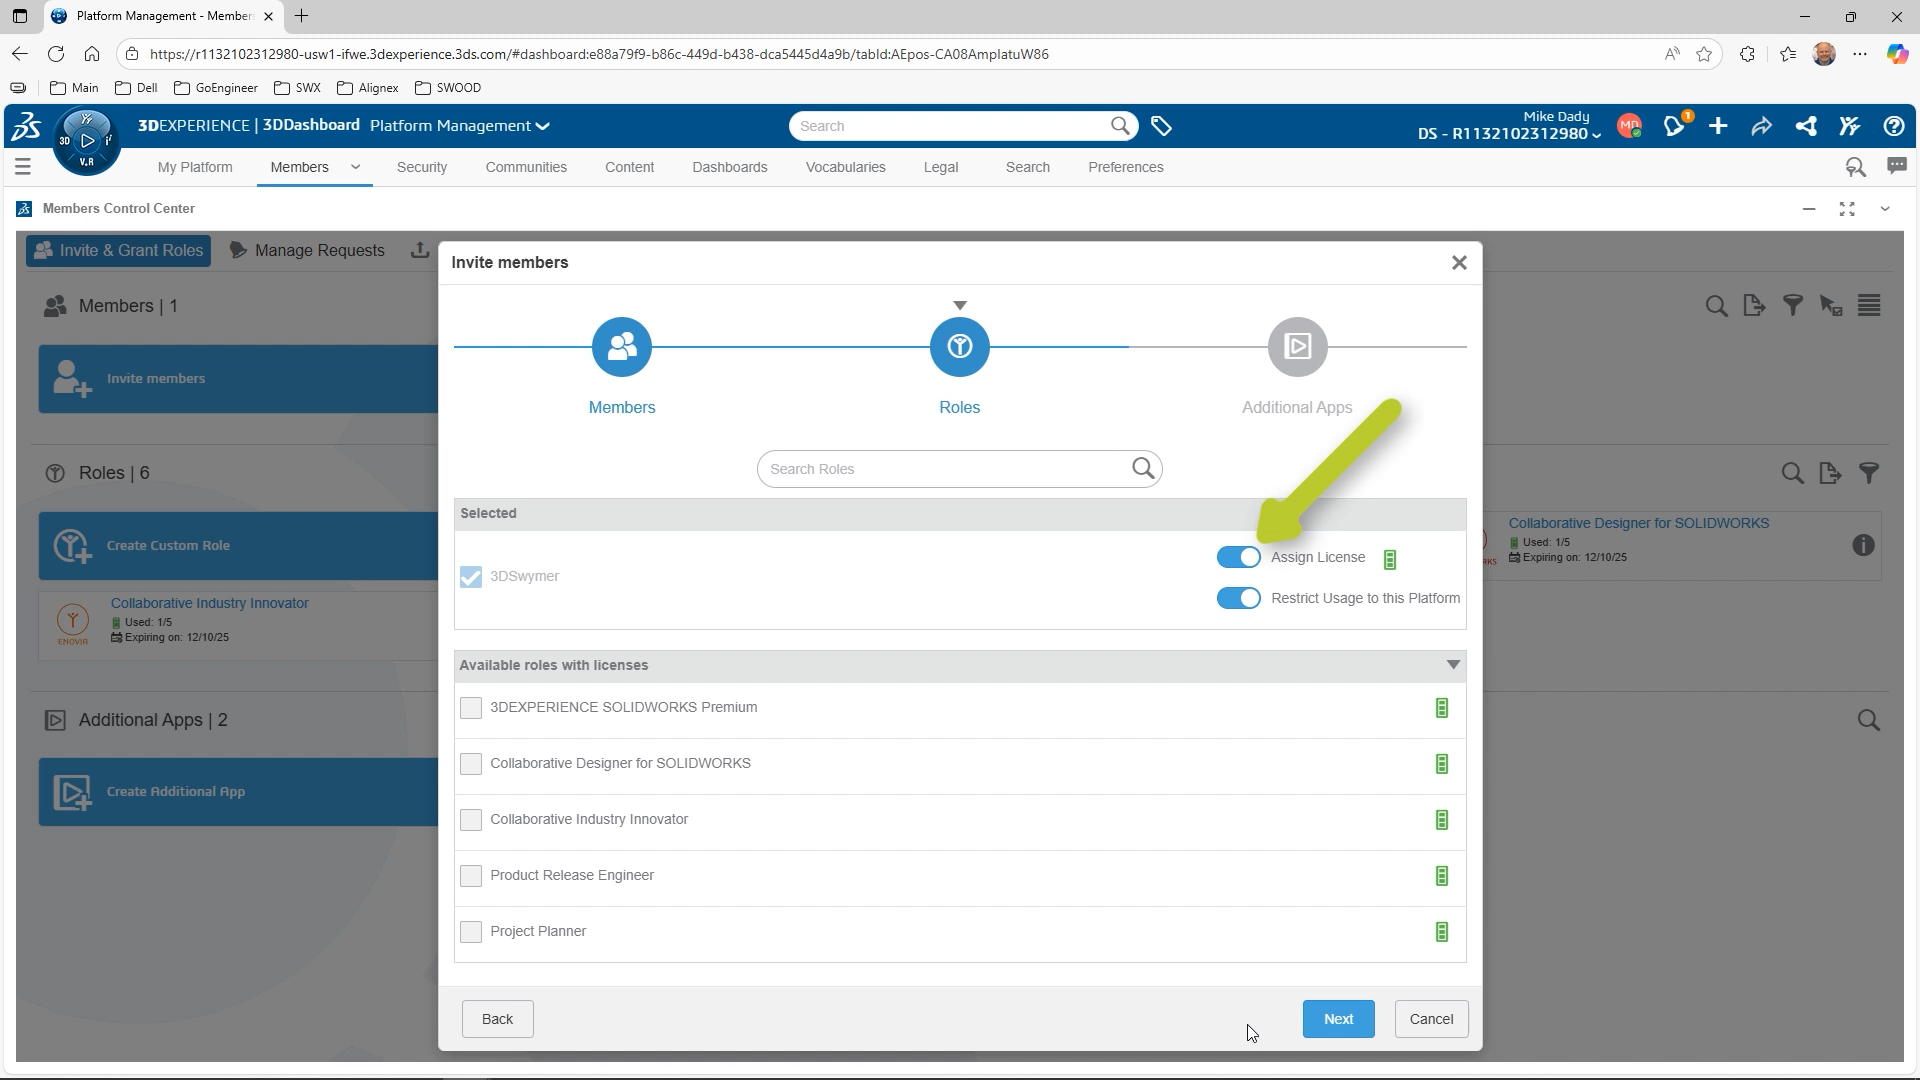 Platform Management - Member
https://r1132102312980-usw1-ifwe.3dexperience.3ds.com/#dashboard:e88a79f9-b86c-449d-b438-dca5445d4a9b/tabId:AEpos-CA08AmplatuW86
Main
Dell
GoEngineer
SWX
Alignex
SWOOD
3DEXPERIENCE | 3DDashboard Platform Management
Search
Mike Dady
DS - R1132102312980
MD
1
3D
V.R
My Platform
Members
Security
Communities
Content
Dashboards
Vocabularies
Legal
Search
Preferences
Members Control Center
Invite & Grant Roles
Manage Requests
Members | 1
Invite members
Roles | 6
Create Custom Role
Collaborative Industry Innovator
Used: 1/5
Expiring on: 12/10/25
ENOVIA
Additional Apps | 2
Create Additional App
Invite members
Members
Roles
Additional Apps
Search Roles
Selected
3DSwymer
Assign License
Restrict Usage to this Platform
Available roles with licenses
3DEXPERIENCE SOLIDWORKS Premium
Collaborative Designer for SOLIDWORKS
Collaborative Industry Innovator
Product Release Engineer
Project Planner
Back
Next
Cancel
Collaborative Designer for SOLIDWORKS
Used: 1/5
Expiring on: 12/10/25